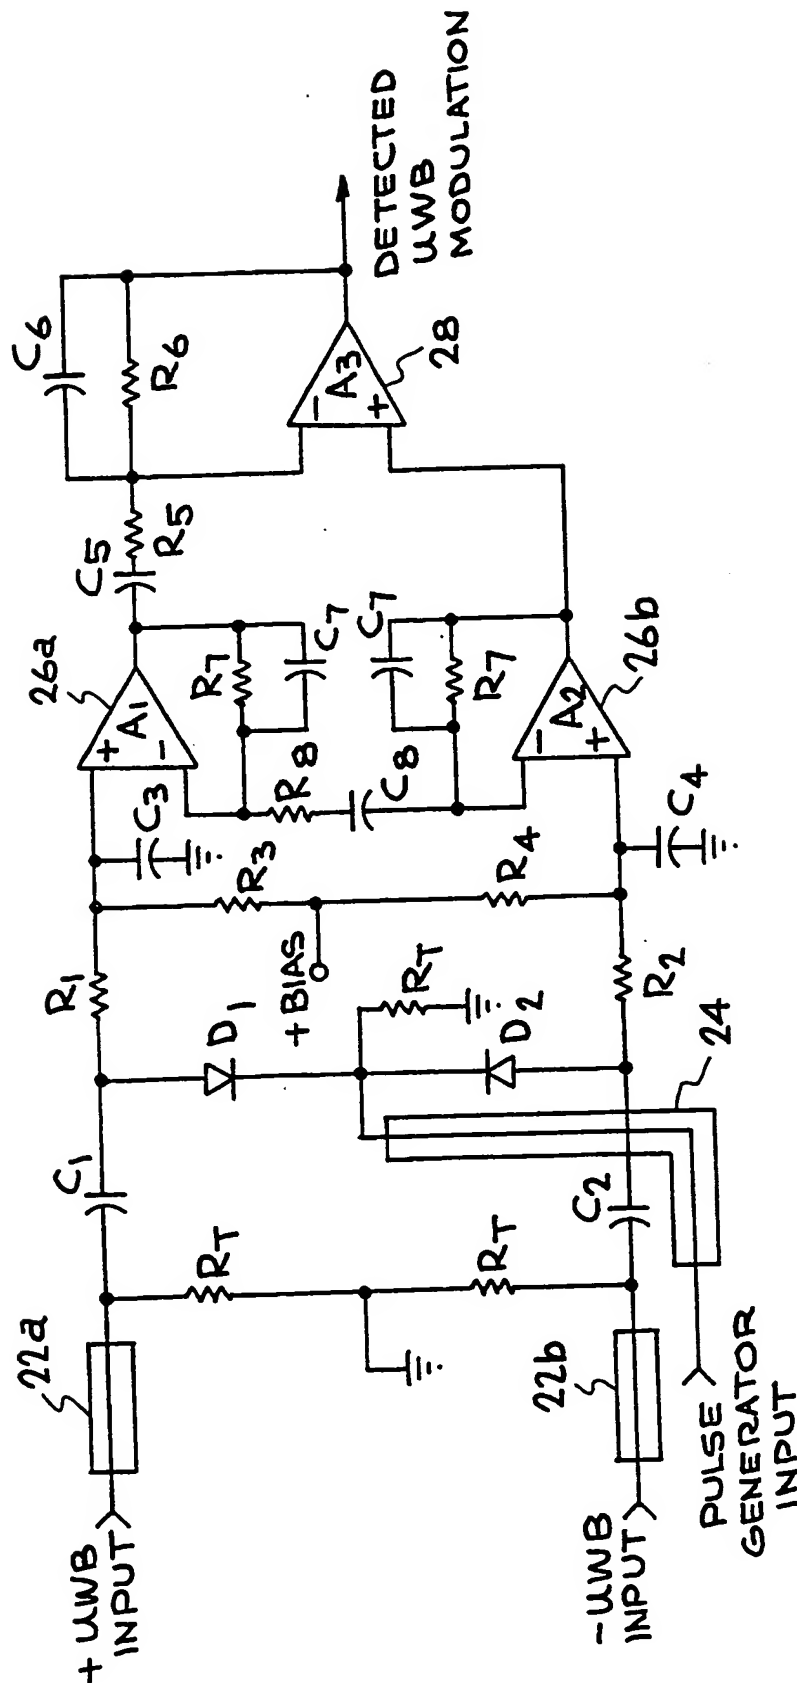 + UWB
INPUT
22a
RT
C1
D1
R1
+ BIAS
RT
D2
R3
C3
26a
A1
+
-
R8
R7
C7
C8
C7
R7
C5
R5
C6
R6
A3
-
+
28
DETECTED
UWB
MODULATION
- UWB
INPUT
22b
RT
C2
24
R2
R4
C4
A2
-
+
26b
PULSE
GENERATOR
INPUT